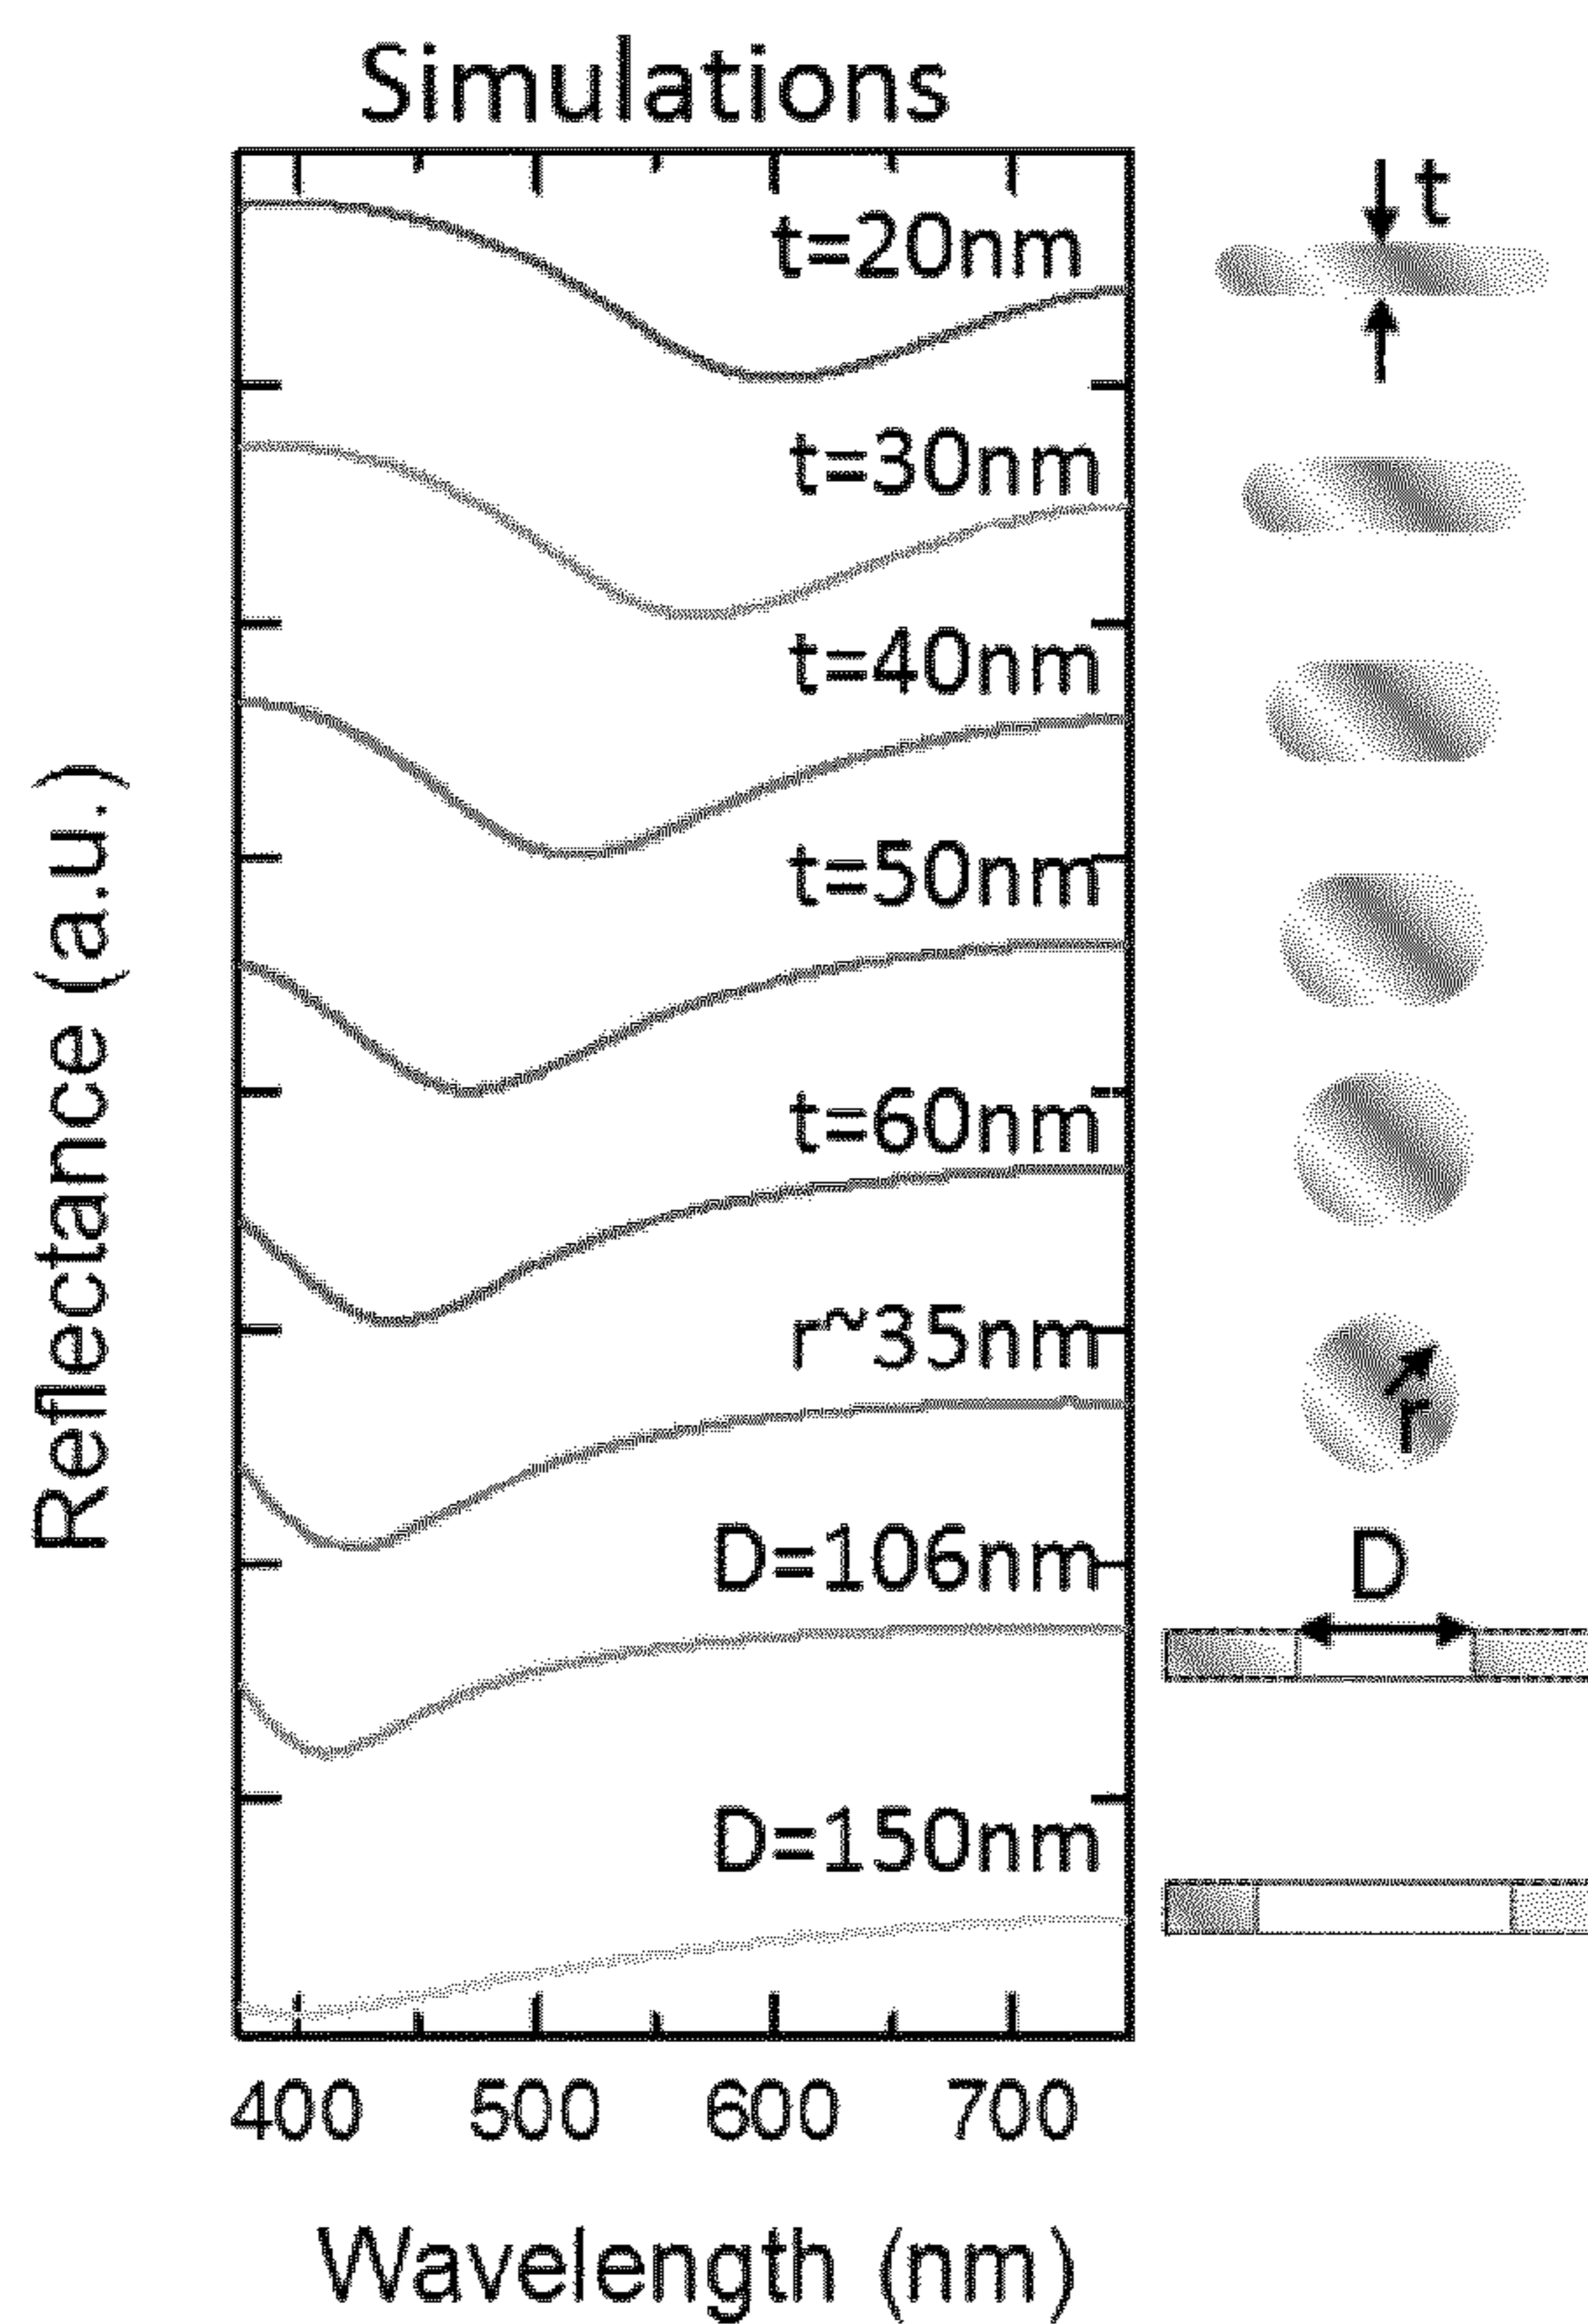 Simulations
t=20nm
t
t=30nm
t=40nm
t=50nm
t=60nm
r~35nm
r
D=106nm
D
D=150nm
Reflectance (a.u.)
400 500 600 700
Wavelength (nm)